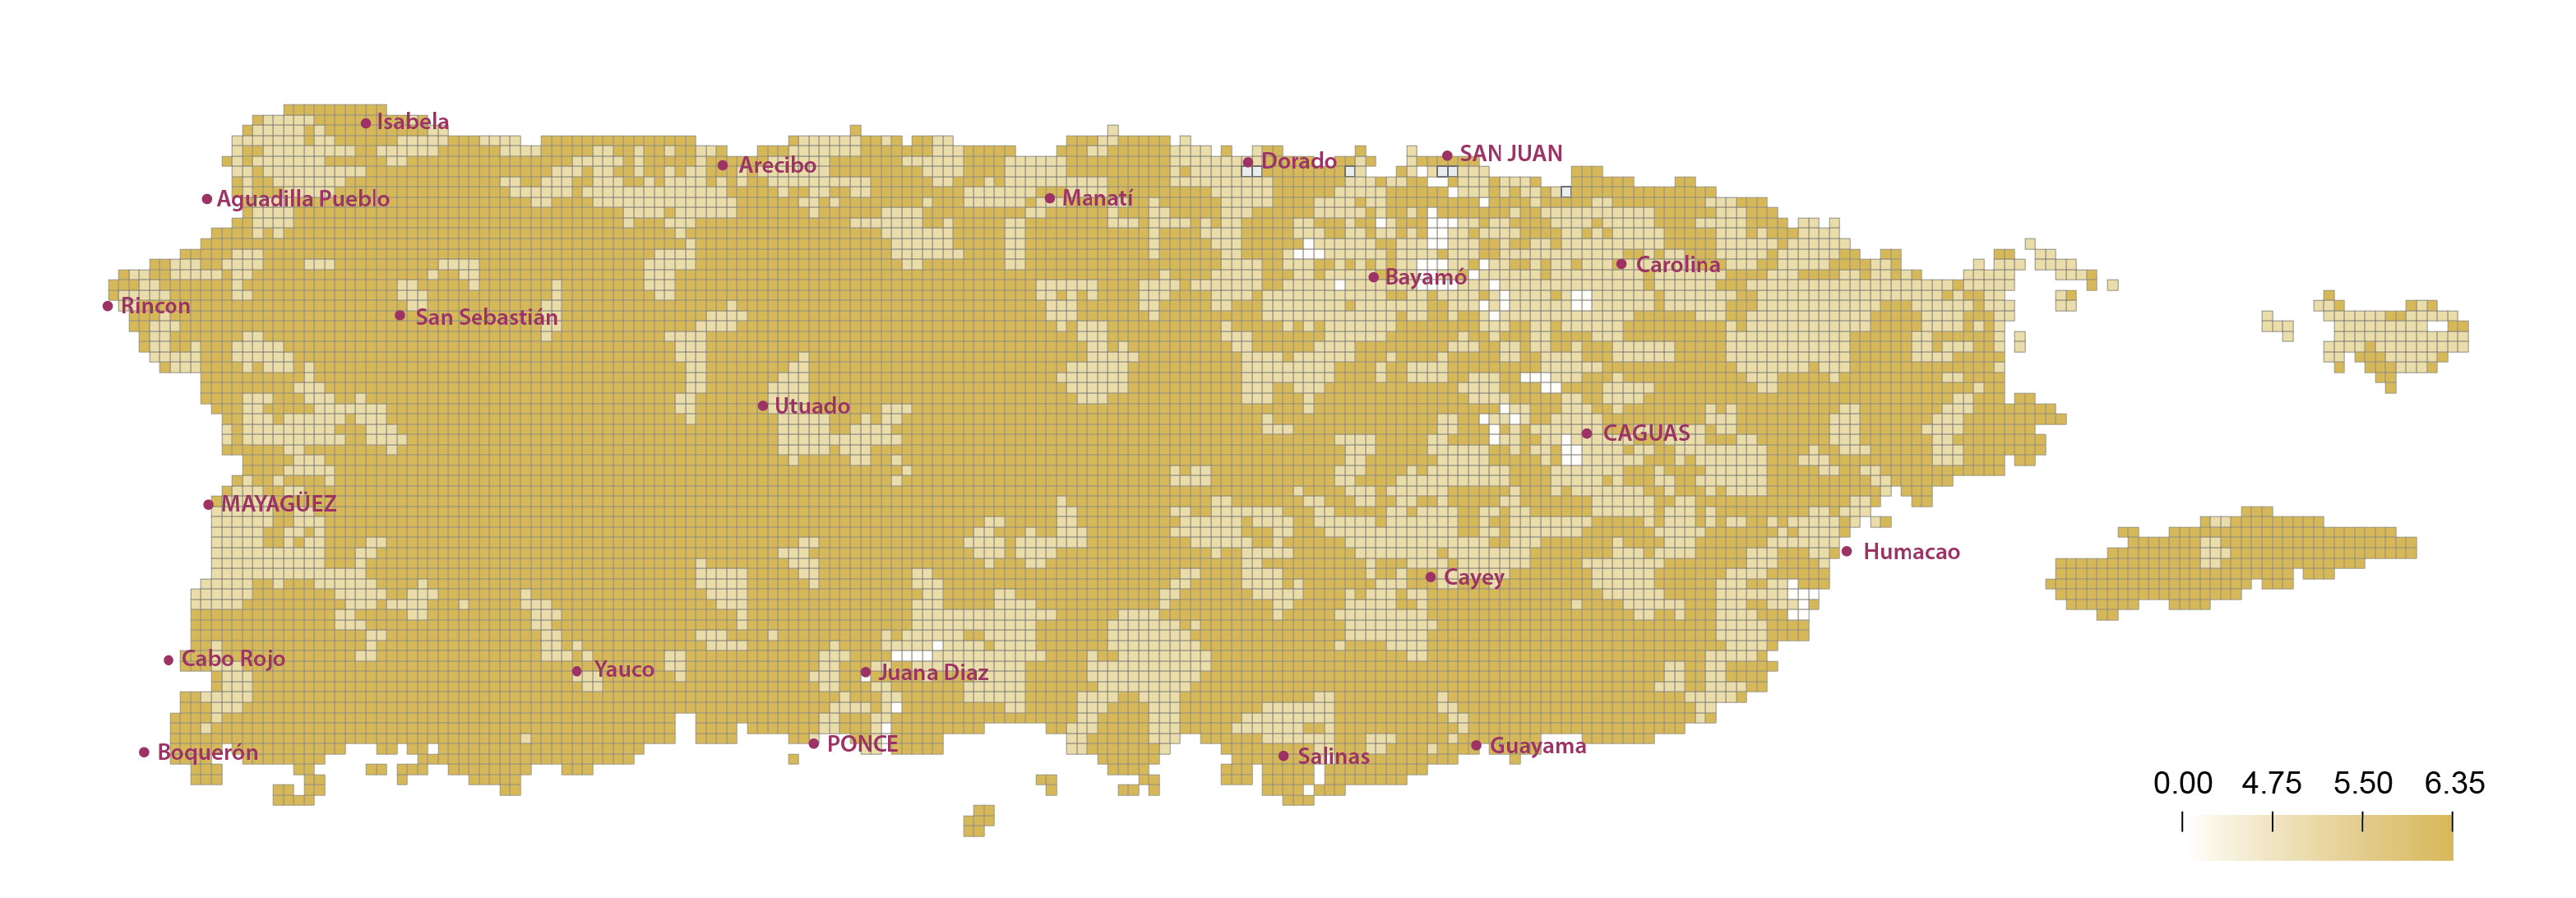 Isabela
SAN JUAN
Arecibo
Dorado
Aguadilla Pueblo
Manatí
Carolina
Bayamó
Rincon
San Sebastián
Utuado
CAGUAS
MAYAGÜEZ
Humacao
Cayey
Cabo Rojo
Yauco
Juana Diaz
PONCE
Guayama
Boquerón
Salinas
0.00 4.75 5.50 6.35